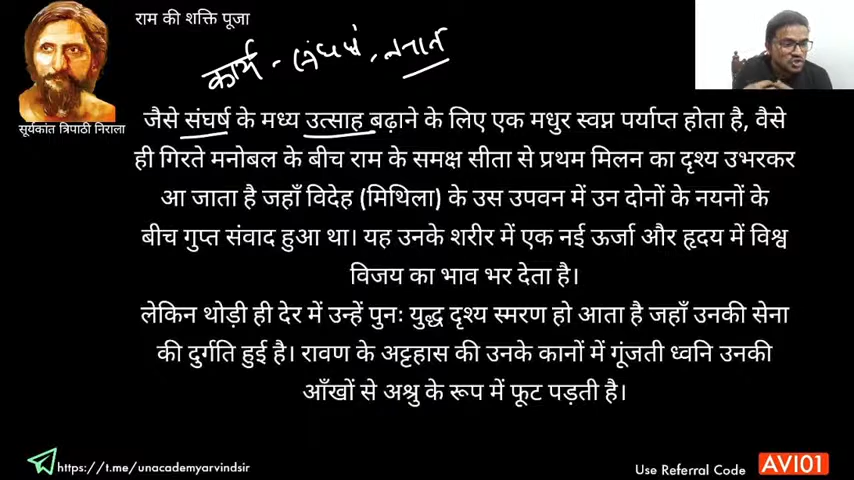 राम की शक्ति पूजा
कार्य - संघर्ष, तनाव
सूर्यकांत त्रिपाठी निराला
जैसे संघर्ष के मध्य उत्साह बढ़ाने के लिए एक मधुर स्वप्न पर्याप्त होता है, वैसे
ही गिरते मनोबल के बीच राम के समक्ष सीता से प्रथम मिलन का दृश्य उभरकर
आ जाता है जहाँ विदेह (मिथिला) के उस उपवन में उन दोनों के नयनों के
बीच गुप्त संवाद हुआ था। यह उनके शरीर में एक नई ऊर्जा और हृदय में विश्व
विजय का भाव भर देता है।
लेकिन थोड़ी ही देर में उन्हें पुनः युद्ध दृश्य स्मरण हो आता है जहाँ उनकी सेना
की दुर्गति हुई है। रावण के अट्टहास की उनके कानों में गूंजती ध्वनि उनकी
आँखों से अश्रु के रूप में फूट पड़ती है।
https://t.me/unacademyarvindsir
Use Referral Code AVI01